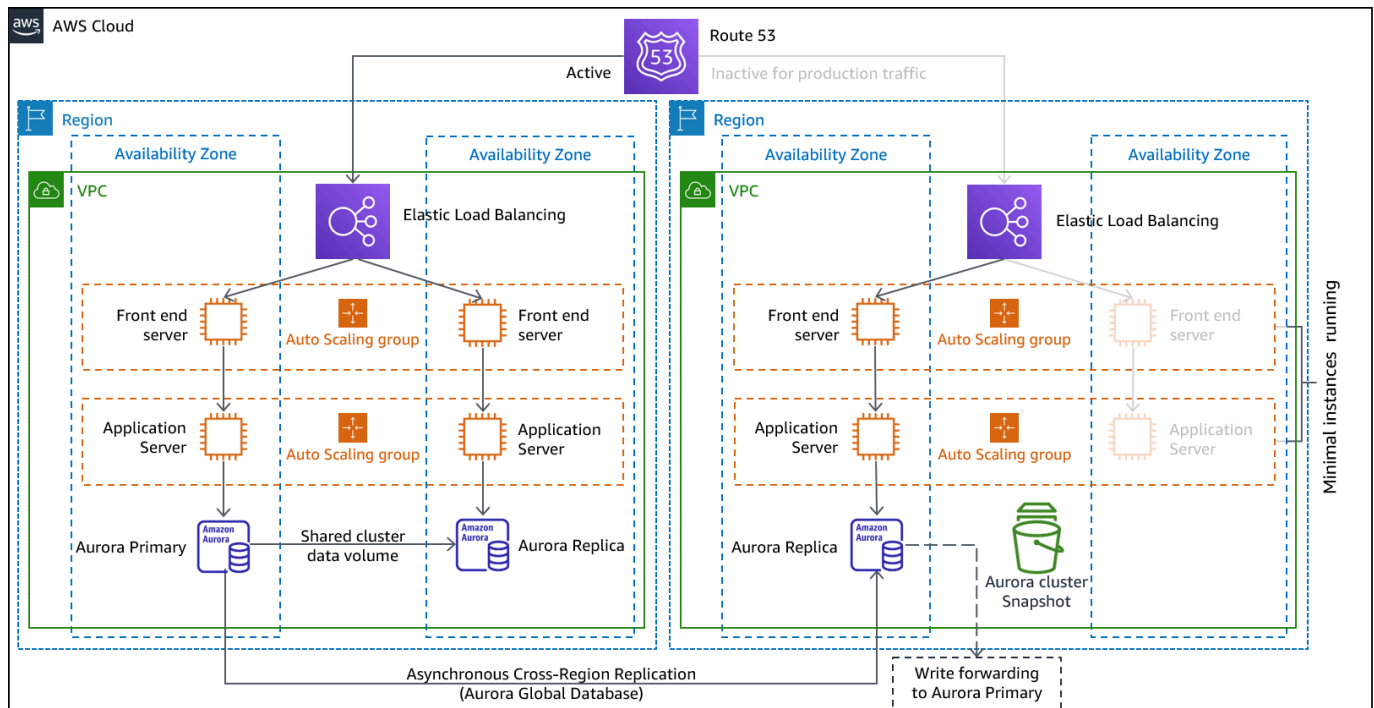 aws
AWS Cloud
Route 53
53
Active
Inactive for production traffic
Region
Availability Zone
Availability Zone
VPC
Elastic Load Balancing
Front end
server
Auto Scaling group
Front end
server
Application
Server
Auto Scaling group
Application
Server
Aurora Primary
Amazon
Aurora
Shared cluster
data volume
Amazon
Aurora
Aurora Replica
Region
Availability Zone
Availability Zone
VPC
Elastic Load Balancing
Front end
server
Auto Scaling group
Front end
server
Application
Server
Auto Scaling group
Application
Server
Minimal instances running
Aurora Replica
Amazon
Aurora
Aurora cluster
Snapshot
Asynchronous Cross-Region Replication
(Aurora Global Database)
Write forwarding
to Aurora Primary